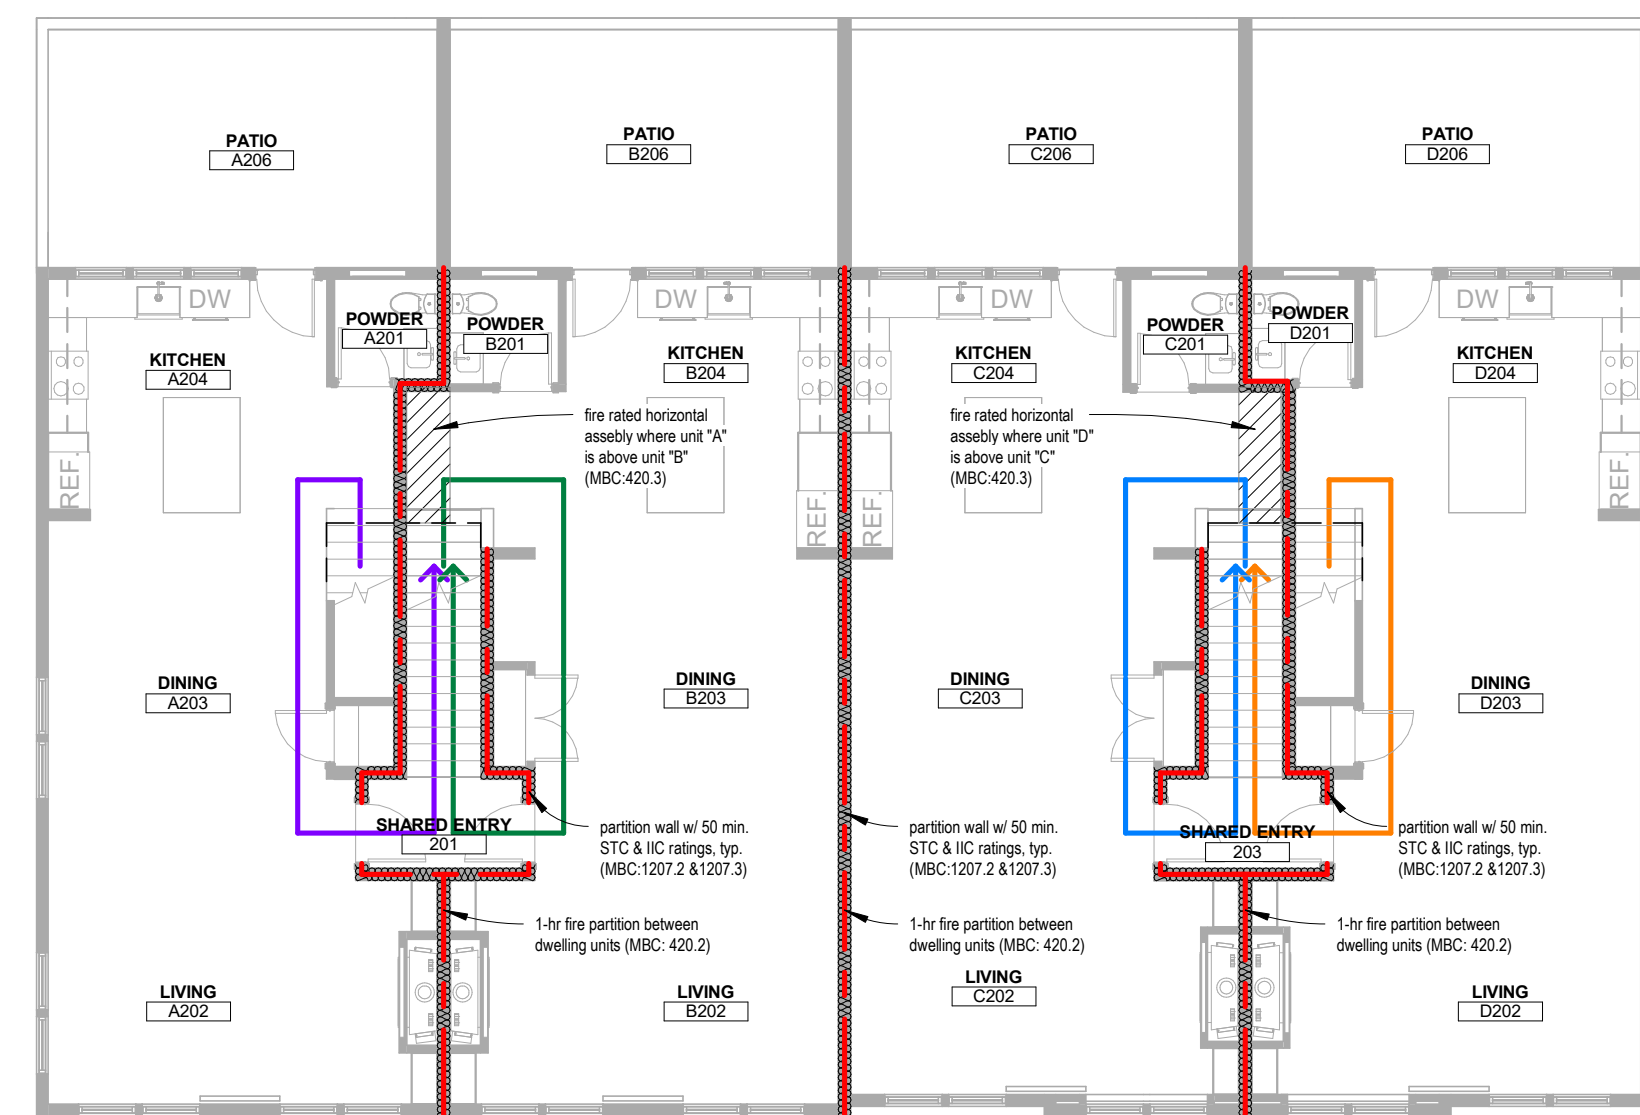 PATIO
A206
PATIO
B206
PATIO
C206
PATIO
D206
DW
DW
DW
DW
POWDER
A201
POWDER
B201
POWDER
C201
POWDER
D201
KITCHEN
A204
KITCHEN
B204
KITCHEN
C204
KITCHEN
D204
fire rated horizontal
assebly where unit "A"
is above unit "B"
(MBC:420.3)
fire rated horizontal
assebly where unit "D"
is above unit "C"
(MBC:420.3)
REF.
REF.
REF.
REF.
DINING
A203
DINING
B203
DINING
C203
DINING
D203
SHARED ENTRY
201
SHARED ENTRY
203
partition wall w/ 50 min.
STC & IIC ratings, typ.
(MBC:1207.2 &1207.3)
partition wall w/ 50 min.
STC & IIC ratings, typ.
(MBC:1207.2 &1207.3)
partition wall w/ 50 min.
STC & IIC ratings, typ.
(MBC:1207.2 &1207.3)
1-hr fire partition between
dwelling units (MBC: 420.2)
1-hr fire partition between
dwelling units (MBC: 420.2)
1-hr fire partition between
dwelling units (MBC: 420.2)
LIVING
A202
LIVING
B202
LIVING
C202
LIVING
D202